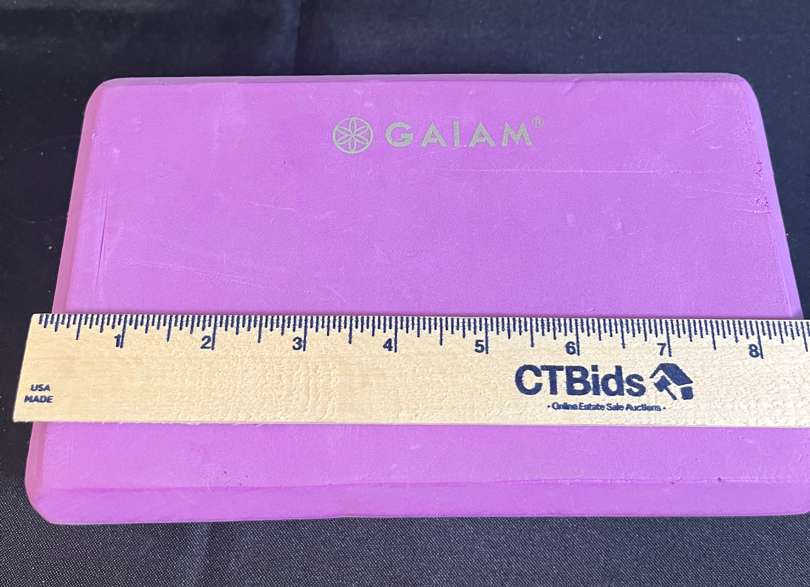 GAIAM®
1 2 3 4 5 6 7 8
USA
MADE
CTBids
- Online Estate Sale Auctions -